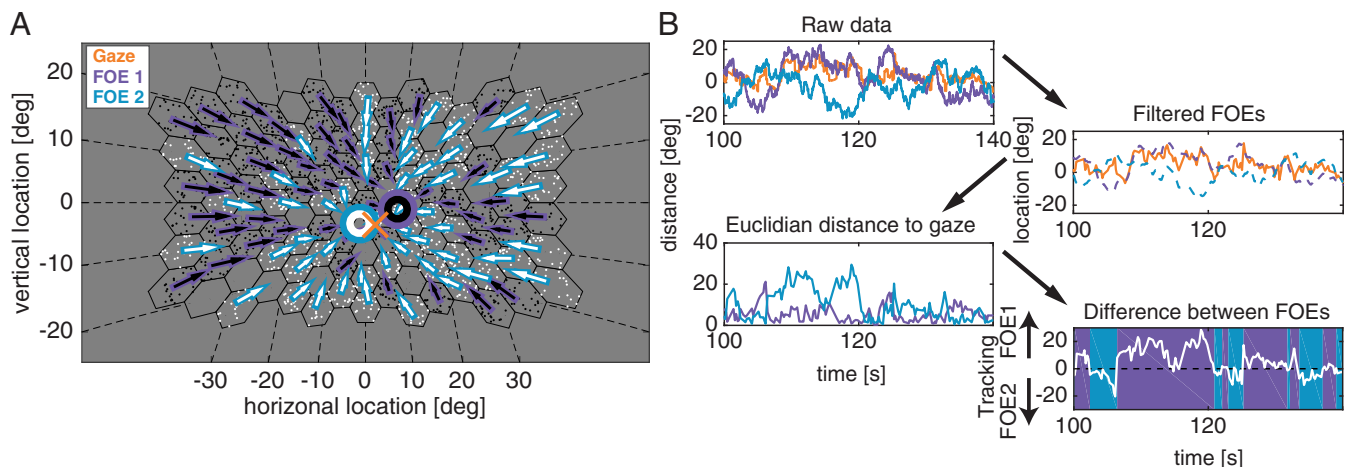 A
Gaze
FOE 1
FOE 2
20
10
0
-10
-20
vertical location [deg]
-30 -20 -10 0 10 20 30
horizonal location [deg]
B
Raw data
20
0
-20
100 120 140
Filtered FOEs
location [deg]
20
0
-20
100 120
Euclidian distance to gaze
distance [deg]
40
20
0
100 120
time [s]
Difference between FOEs
Tracking
FOE2 FOE1
20
0
-20
100 120
time [s]